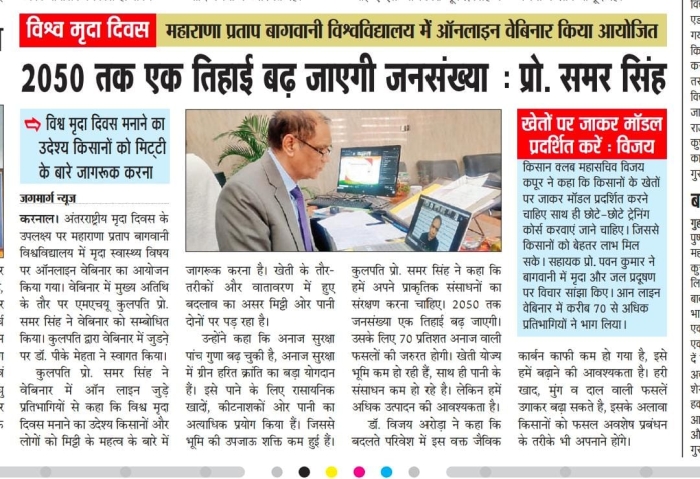 विश्व मृदा दिवस
महाराणा प्रताप बागवानी विश्वविद्यालय में ऑनलाइन वेबिनार किया आयोजित
2050 तक एक तिहाई बढ़ जाएगी जनसंख्या : प्रो. समर सिंह
विश्व मृदा दिवस मनाने का
उदेश्य किसानों को मिट्टी
के बारे जागरूक करना
जगमार्ग न्यूज
करनाल। अंतरराष्ट्रीय मृदा दिवस के
उपलक्ष्य पर महाराणा प्रताप बागवानी
विश्वविद्यालय में मृदा स्वास्थ्य विषय
पर ऑनलाइन वेबिनार का आयोजन
किया गया। वेबिनार में मुख्य अतिथि
के तौर पर एमएचयू कुलपति प्रो.
समर सिंह ने वेबिनार को सम्बोधित
किया। कुलपति द्वारा वेबिनार में जुडऩे
पर डॉ. पीके मेहता ने स्वागत किया।
कुलपति प्रो. समर सिंह ने
वेबिनार में ऑन लाइन जुड़े
प्रतिभागियों से कहा कि विश्व मृदा
दिवस मनाने का उदेश्य किसानों और
लोगों को मिट्टी के महत्व के बारे में
जागरूक करना है। खेती के तौर-
तरीकों और वातावरण में हुए
बदलाव का असर मिट्टी ओर पानी
दोनों पर पड़ रहा है।
उन्होंने कहा कि अनाज सुरक्षा
पांच गुणा बढ़ चुकी है, अनाज सुरक्षा
में ग्रीन हरित क्रांति का बड़ा योगदान
हैं। इसे पाने के लिए रासायनिक
खादों, कीटनाशकों ओर पानी का
अत्याधिक प्रयोग किया हैं। जिससे
भूमि की उपजाऊ शक्ति कम हुई हैं।
कुलपति प्रो. समर सिंह ने कहा कि
हमें अपने प्राकृतिक संसाधनों का
संरक्षण करना चाहिए। 2050 तक
जनसंख्या एक तिहाई बढ़ जाएगी।
उसके लिए 70 प्रतिशत अनाज वाली
फसलों की जरुरत होगी। खेती योग्य
भूमि कम हो रही हैं, साथ ही पानी के
संसाधन कम हो रहे है। लेकिन हमें
अधिक उत्पादन की आवश्यकता है।
डॉ. विजय अरोड़ा ने कहा कि
बदलते परिवेश में इस वक्त जैविक
खेतों पर जाकर मॉडल
प्रदर्शित करें : विजय
किसान क्लब महासचिव विजय
कपूर ने कहा कि किसानों के खेतों
पर जाकर मॉडल प्रदर्शित करने
चाहिए साथ ही छोटे-छोटे ट्रेनिंग
कोर्स करवाएं जाने चाहिए। जिससे
किसानों को बेहतर लाभ मिल
सके। सहायक प्रो. पवन कुमार ने
बागवानी में मृदा और जल प्रदूषण
पर विचार सांझा किए। आन लाइन
वेबिनार में करीब 70 से अधिक
प्रतिभागियों ने भाग लिया।
कार्बन काफी कम हो गया है, इसे
हमें बढ़ाने की आवश्यकता है। हरी
खाद, मुंग व दाल वाली फसलें
उगाकर बढ़ा सकते है, इसके अलावा
किसानों को फसल अवशेष प्रबंधन
के तरीके भी अपनाने होंगे।